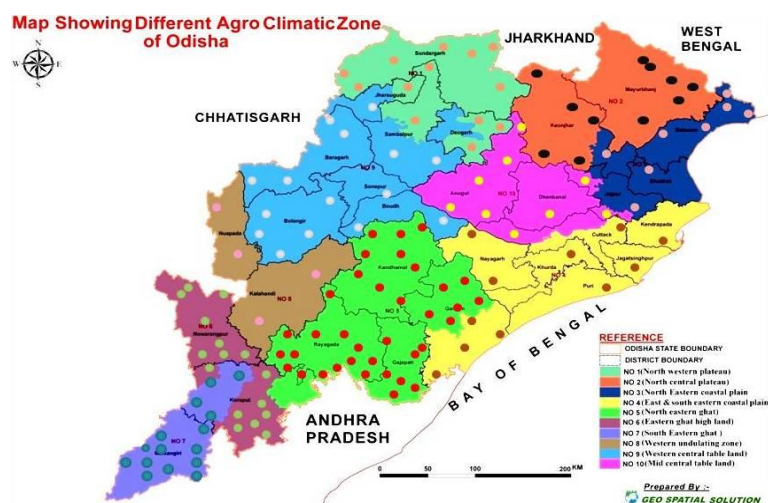 Map Showing Different Agro Climatic Zone
of Odisha
N
W
E
S
JHARKHAND
WEST
BENGAL
CHHATISGARH
Sundargarh
NO 1
Jharsuguda
Sambalpur
Deogarh
Mayurbhanj
NO 2
Keonjhar
Balasore
Bhadrak
Jajpur
Baragarh
NO 9
Sonepur
Boudh
Bolangir
Anugul
NO 10
Dhenkanal
Nuapada
Kalahandi
NO 8
Kandhamal
NO 5
Ganjam
Rayagada
Gajapati
Nayagarh
Cuttack
Kendrapada
Khurda
Jagatsinghpur
Puri
Nawarangpur
NO 6
Koraput
NO 7
Malkangiri
BAY OF BENGAL
ANDHRA
PRADESH
REFERENCE
ODISHA STATE BOUNDARY
DISTRICT BOUNDARY
NO 1(North western plateau)
NO 2(North central plateau)
NO 3(North Eastern coastal plain
NO 4(East & south eastern coastal plain
NO 5(North eastern ghat)
NO 6(Eastern ghat high land)
NO 7(South Eastern ghat )
NO 8(Western undulating zone)
NO 9(Western central table land)
NO 10(Mid central table land)
0 50 100 200 KM
Prepared By :-
GEO SPATIAL SOLUTION